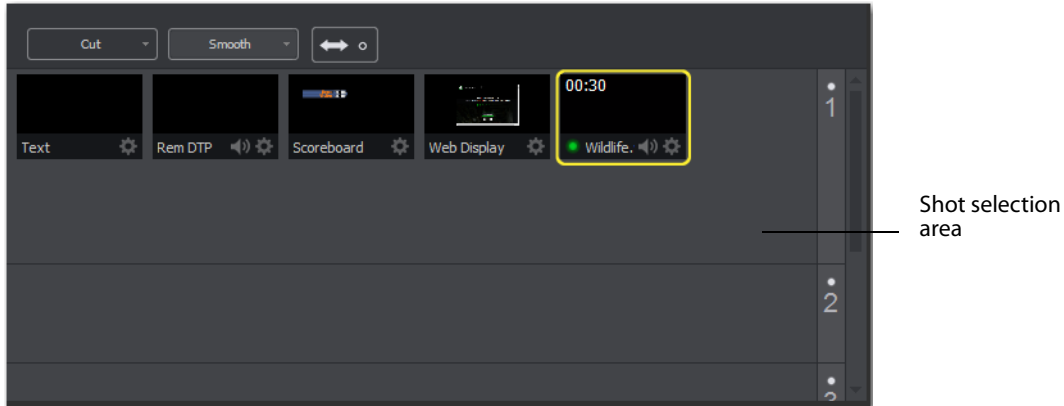 Cut
Smooth
00:30
Text
Rem DTP
Scoreboard
Web Display
Wildlife.
1
Shot selection
area
2